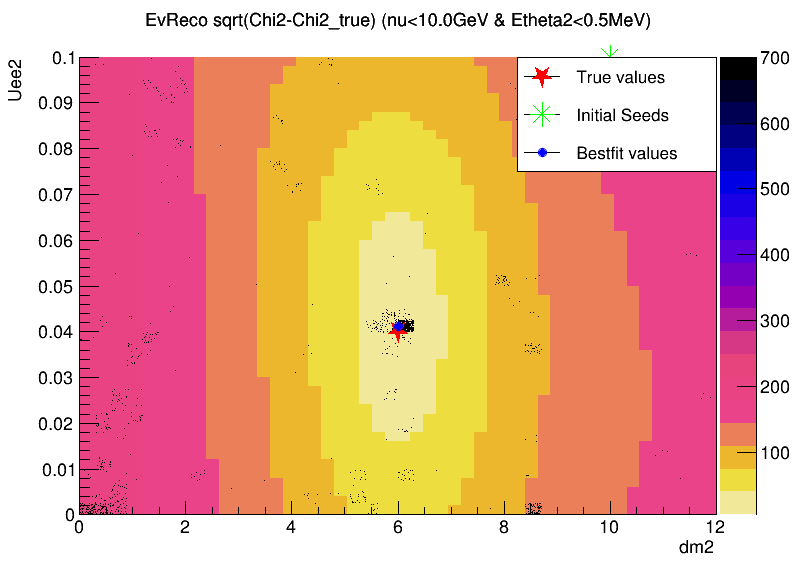 EvReco sqrt(Chi2-Chi2_true) (nu<10.0GeV & Etheta2<0.5MeV)
Uee2
0.1
0.09
0.08
0.07
0.06
0.05
0.04
0.03
0.02
0.01
0
0 2 4 6 8 10 12
dm2
True values
Initial Seeds
Bestfit values
700
600
500
400
300
200
100